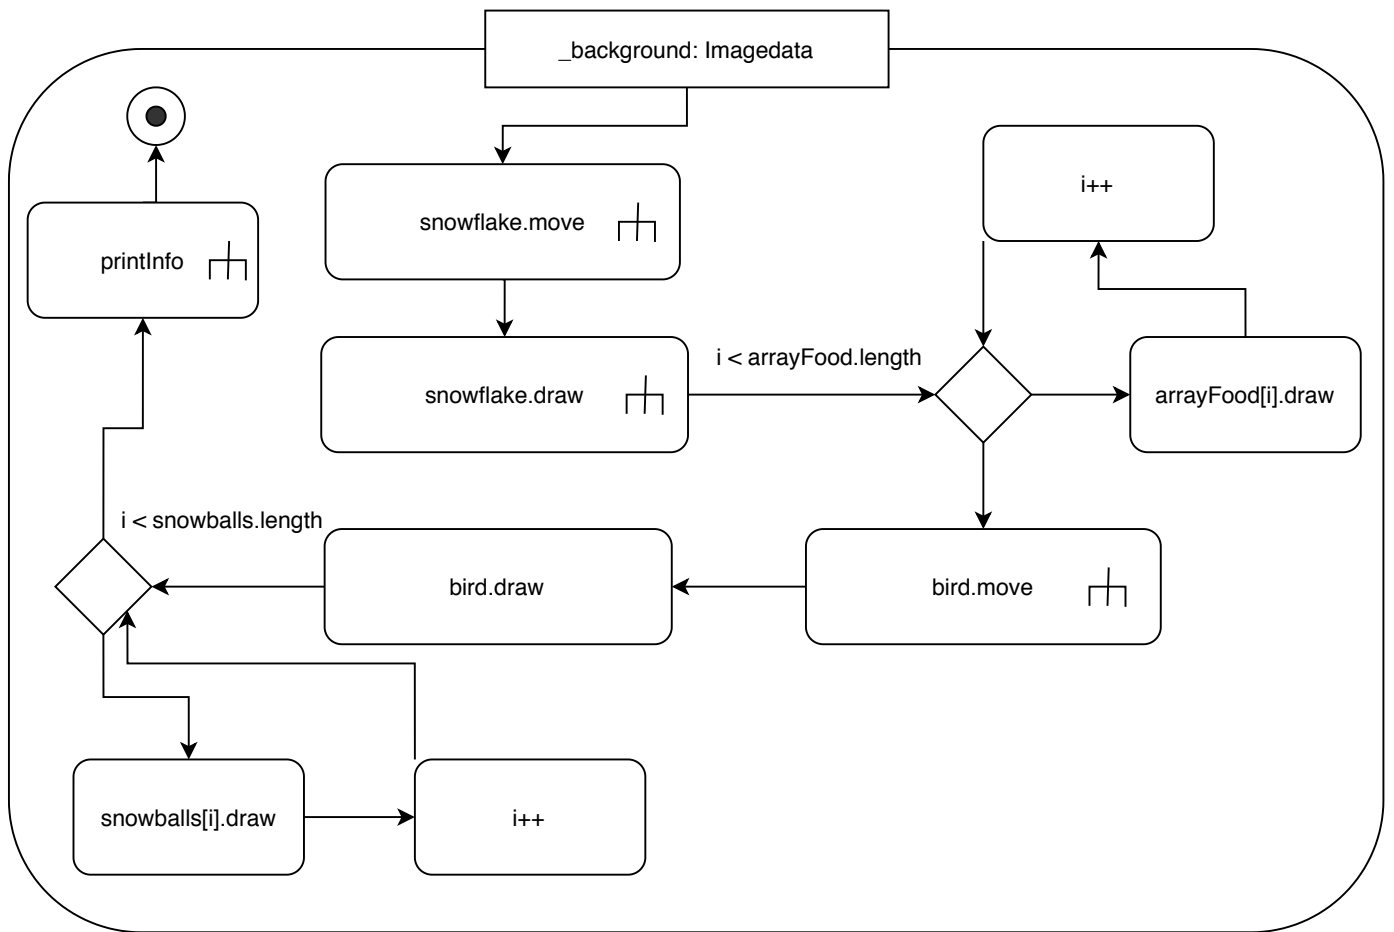 _background: Imagedata
snowflake.move
i++
printInfo
i < arrayFood.length
snowflake.draw
arrayFood[i].draw
i < snowballs.length
bird.draw
bird.move
snowballs[i].draw
i++